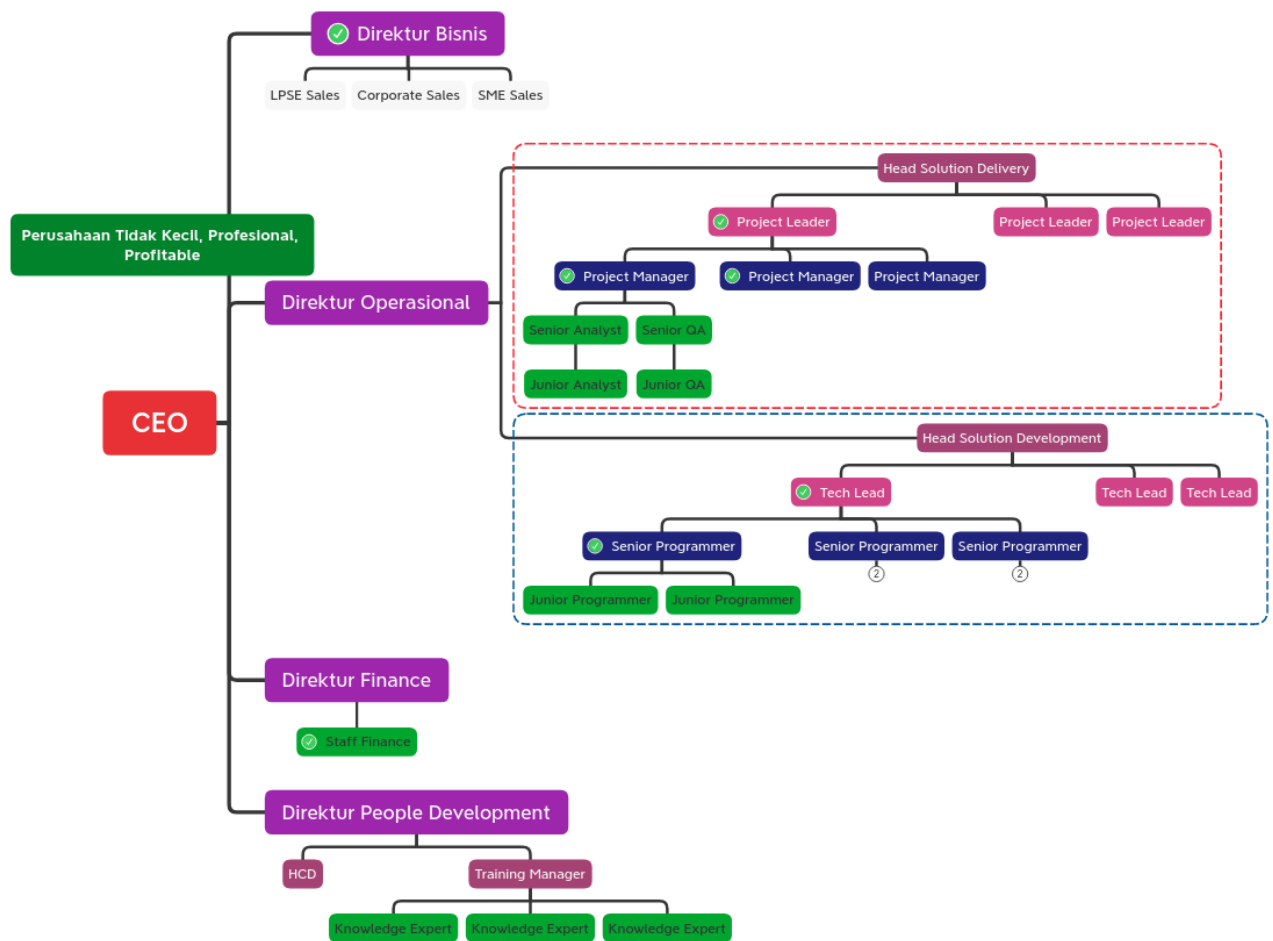 Direktur Bisnis
LPSE Sales
Corporate Sales
SME Sales
Head Solution Delivery
Project Leader
Project Leader
Project Leader
Perusahaan Tidak Kecil, Profesional,
Profitable
Project Manager
Project Manager
Project Manager
Direktur Operasional
Senior Analyst
Senior QA
Junior Analyst
Junior QA
CEO
Head Solution Development
Tech Lead
Tech Lead
Tech Lead
Senior Programmer
Senior Programmer
Senior Programmer
2
2
Junior Programmer
Junior Programmer
Direktur Finance
Staff Finance
Direktur People Development
HCD
Training Manager
Knowledge Expert
Knowledge Expert
Knowledge Expert